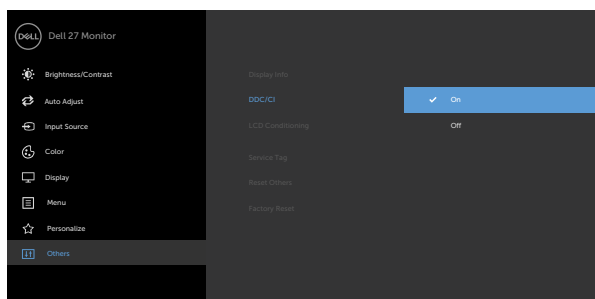 DELL Dell 27 Monitor
Brightness/Contrast
Auto Adjust
Input Source
Color
Display
Menu
Personalize
Others
Display Info
DDC/CI
LCD Conditioning
Service Tag
Reset Others
Factory Reset
On
Off